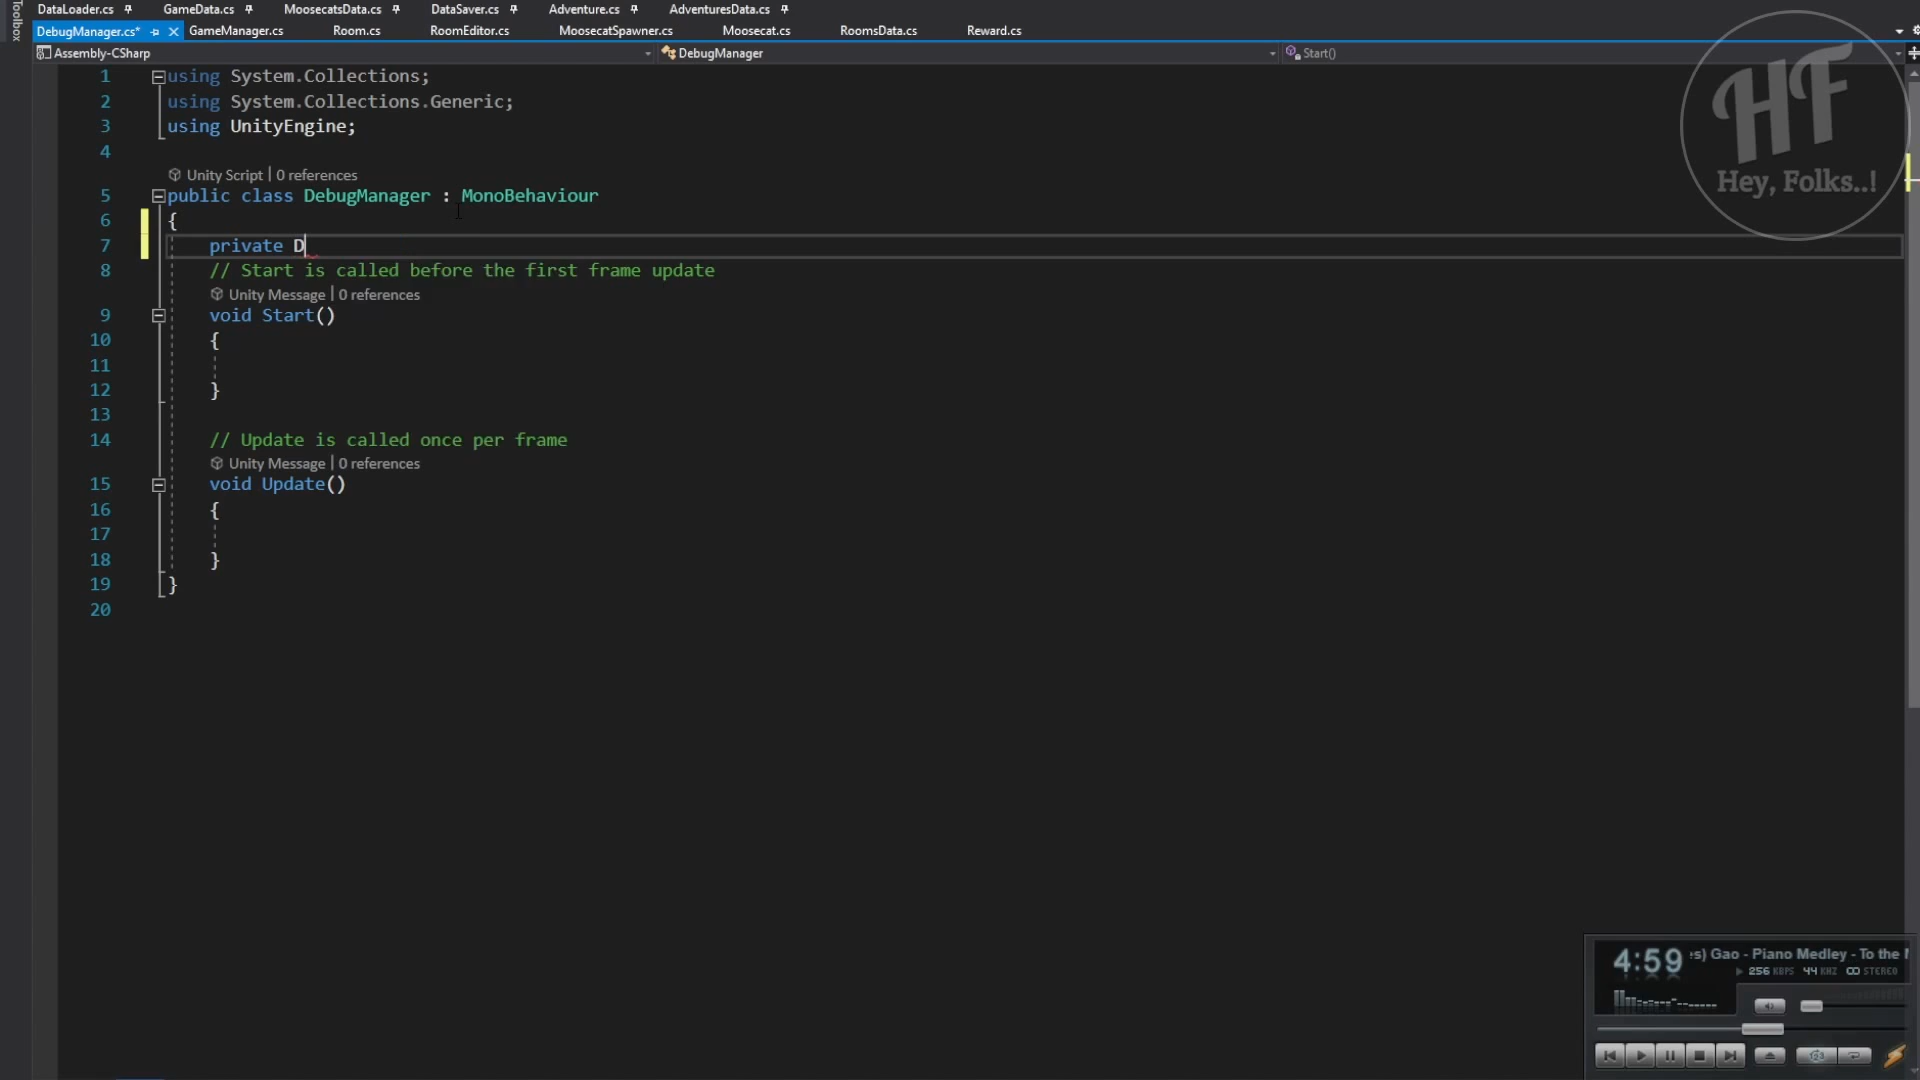 Toolbox
DataLoader.cs GameData.cs MoosecatsData.cs DataSaver.cs Adventure.cs AdventuresData.cs
DebugManager.cs* GameManager.cs Room.cs RoomEditor.cs MoosecatSpawner.cs Moosecat.cs RoomsData.cs Reward.cs
Assembly-CSharp DebugManager Start()
1 using System.Collections;
2 using System.Collections.Generic;
3 using UnityEngine;
4
Unity Script | 0 references
5 public class DebugManager : MonoBehaviour
6 {
7 private D
8 // Start is called before the first frame update
Unity Message | 0 references
9 void Start()
10 {
11
12 }
13
14 // Update is called once per frame
Unity Message | 0 references
15 void Update()
16 {
17
18 }
19 }
20
HF
Hey, Folks..!
4:59 es) Gao - Piano Medley - To the
256 KBPS 44 KHZ STEREO